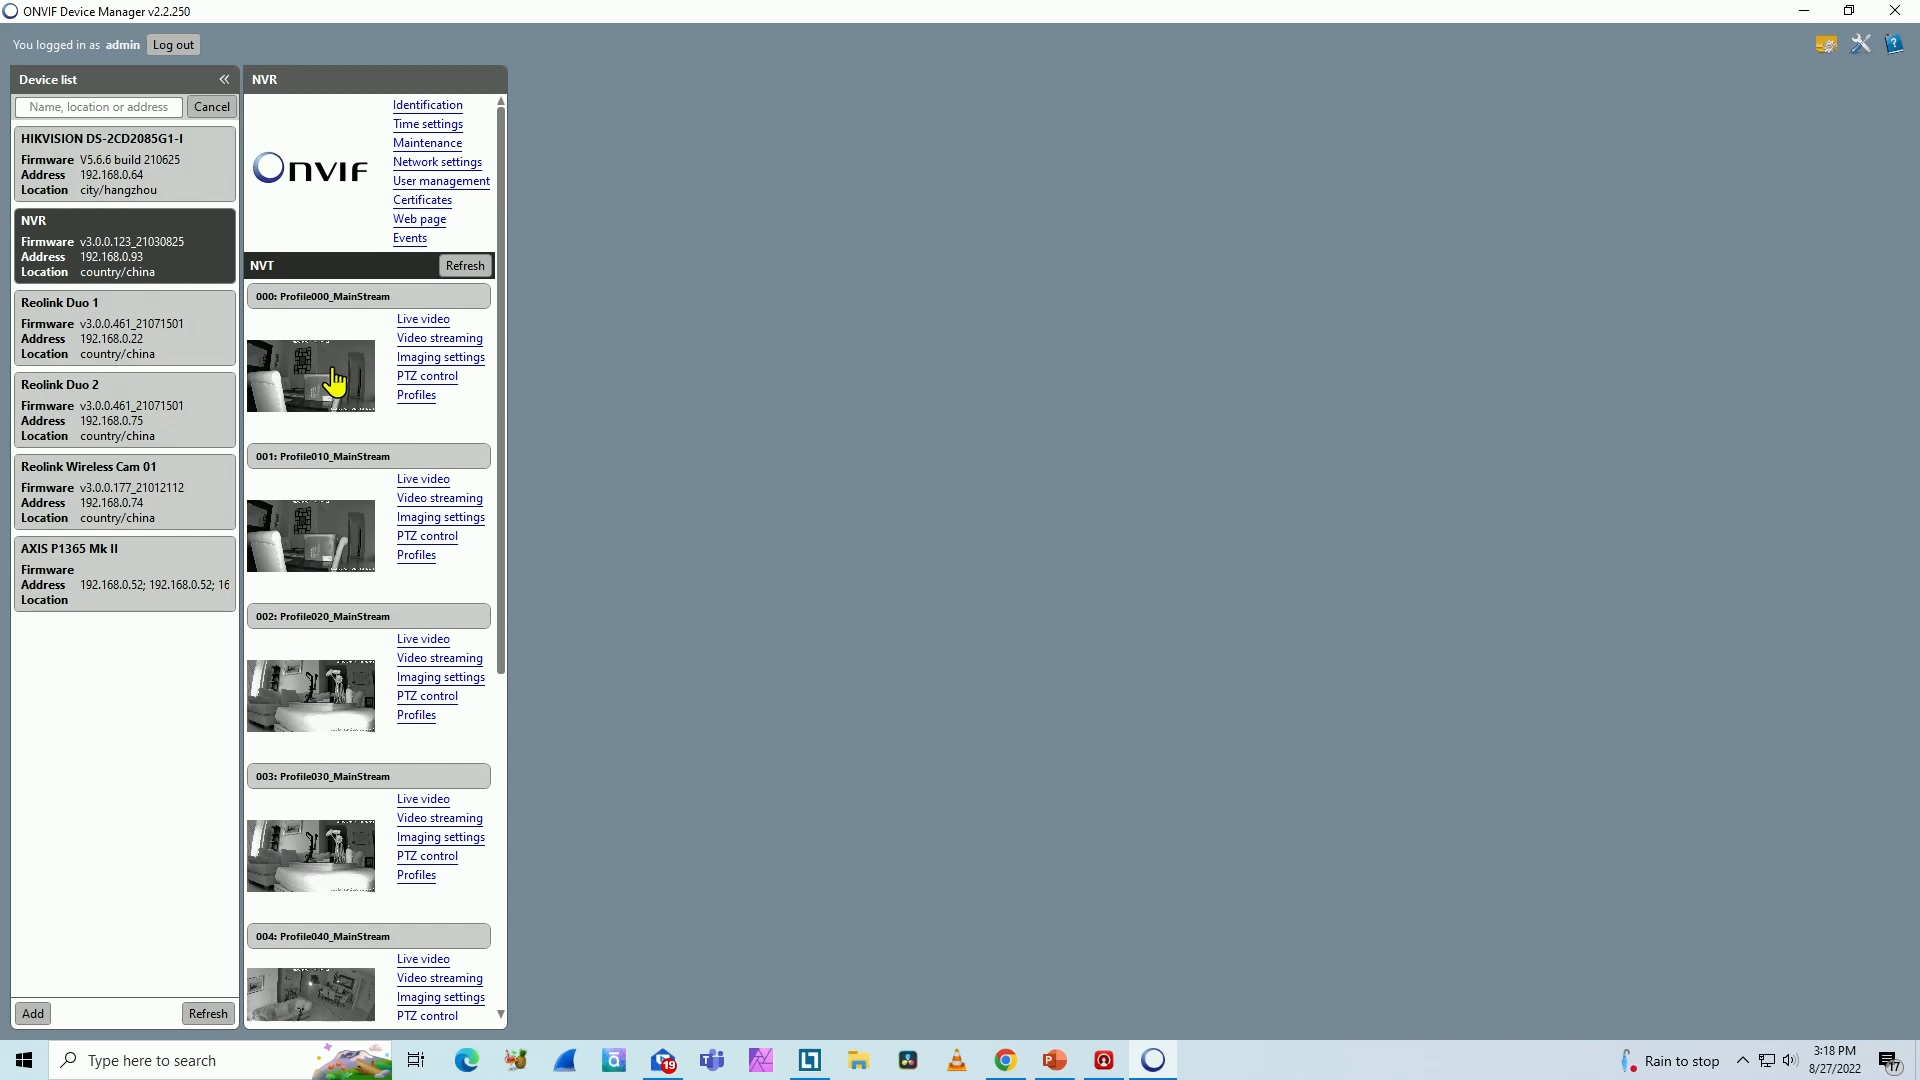 ONVIF Device Manager v2.2.250
You logged in as admin Log out
Device list
Name, location or address Cancel
HIKVISION DS-2CD2085G1-I
Firmware V5.6.6 build 210625
Address 192.168.0.64
Location city/hangzhou
NVR
Firmware v3.0.0.123_21030825
Address 192.168.0.93
Location country/china
Reolink Duo 1
Firmware v3.0.0.461_21071501
Address 192.168.0.22
Location country/china
Reolink Duo 2
Firmware v3.0.0.461_21071501
Address 192.168.0.75
Location country/china
Reolink Wireless Cam 01
Firmware v3.0.0.177_21012112
Address 192.168.0.74
Location country/china
AXIS P1365 Mk II
Firmware
Address 192.168.0.52; 192.168.0.52; 16
Location
Add Refresh
NVR
ONVIF
Identification
Time settings
Maintenance
Network settings
User management
Certificates
Web page
Events
NVT Refresh
000: Profile000_MainStream
Live video
Video streaming
Imaging settings
PTZ control
Profiles
001: Profile010_MainStream
Live video
Video streaming
Imaging settings
PTZ control
Profiles
002: Profile020_MainStream
Live video
Video streaming
Imaging settings
PTZ control
Profiles
003: Profile030_MainStream
Live video
Video streaming
Imaging settings
PTZ control
Profiles
004: Profile040_MainStream
Live video
Video streaming
Imaging settings
PTZ control
Type here to search
19
Rain to stop
3:18 PM
8/27/2022
17